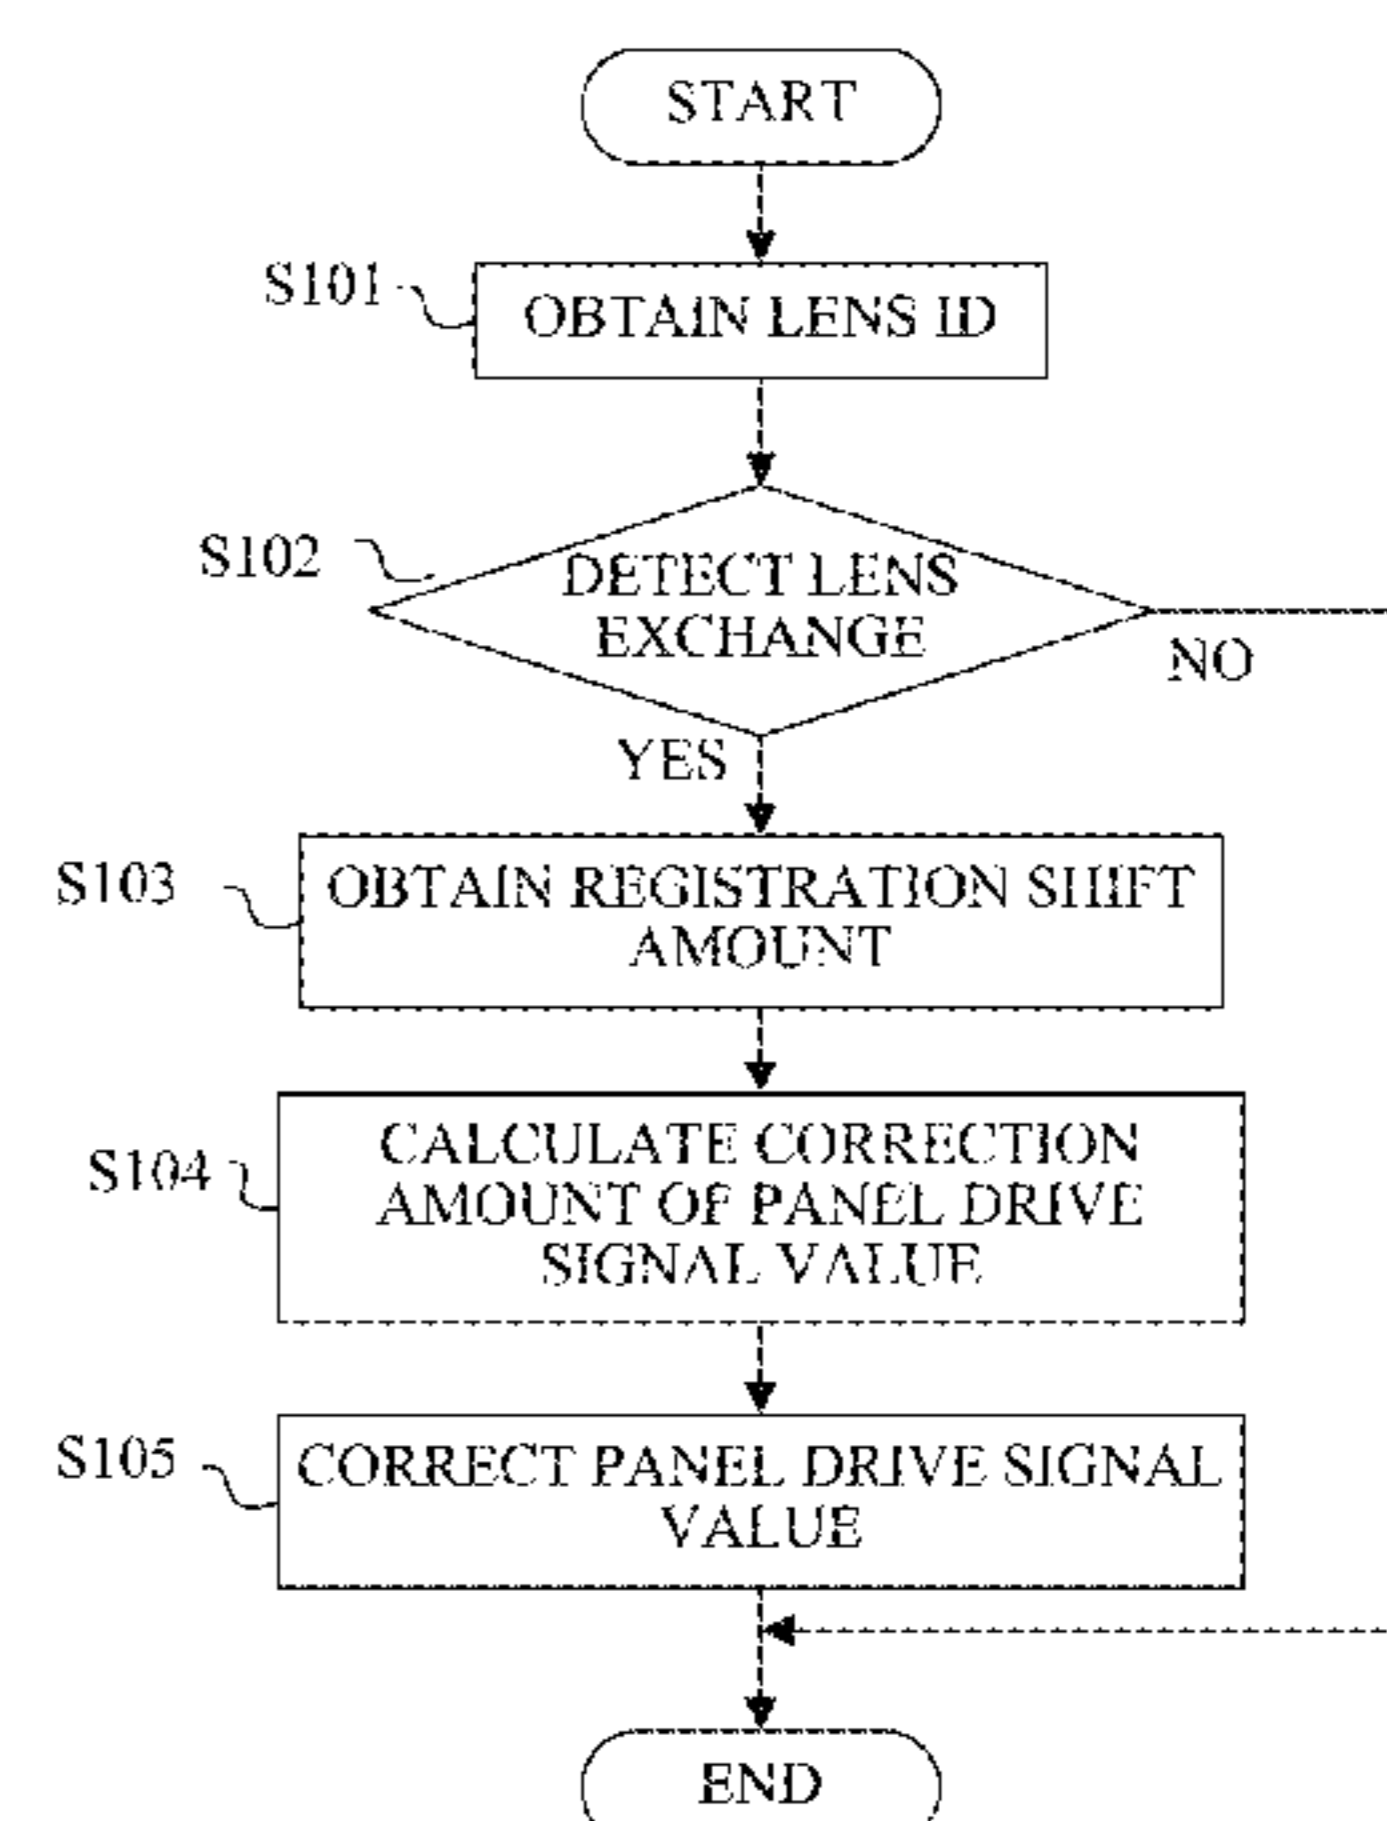 START
S101
OBTAIN LENS ID
S102
DETECT LENS
EXCHANGE
NO
YES
S103
OBTAIN REGISTRATION SHIFT
AMOUNT
S104
CALCULATE CORRECTION
AMOUNT OF PANEL DRIVE
SIGNAL VALUE
S105
CORRECT PANEL DRIVE SIGNAL
VALUE
END